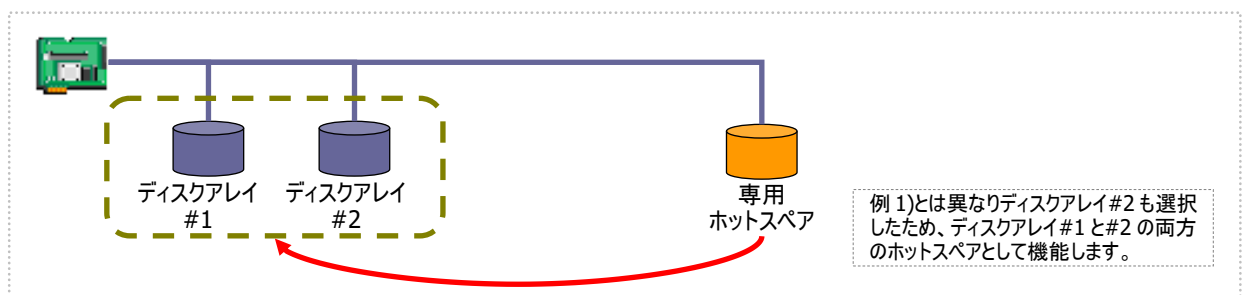 ディスクアレイ
#1
ディスクアレイ
#2
専用
ホットスペア
例 1)とは異なりディスクアレイ#2 も選択
したため、ディスクアレイ#1 と#2 の両方
のホットスペアとして機能します。